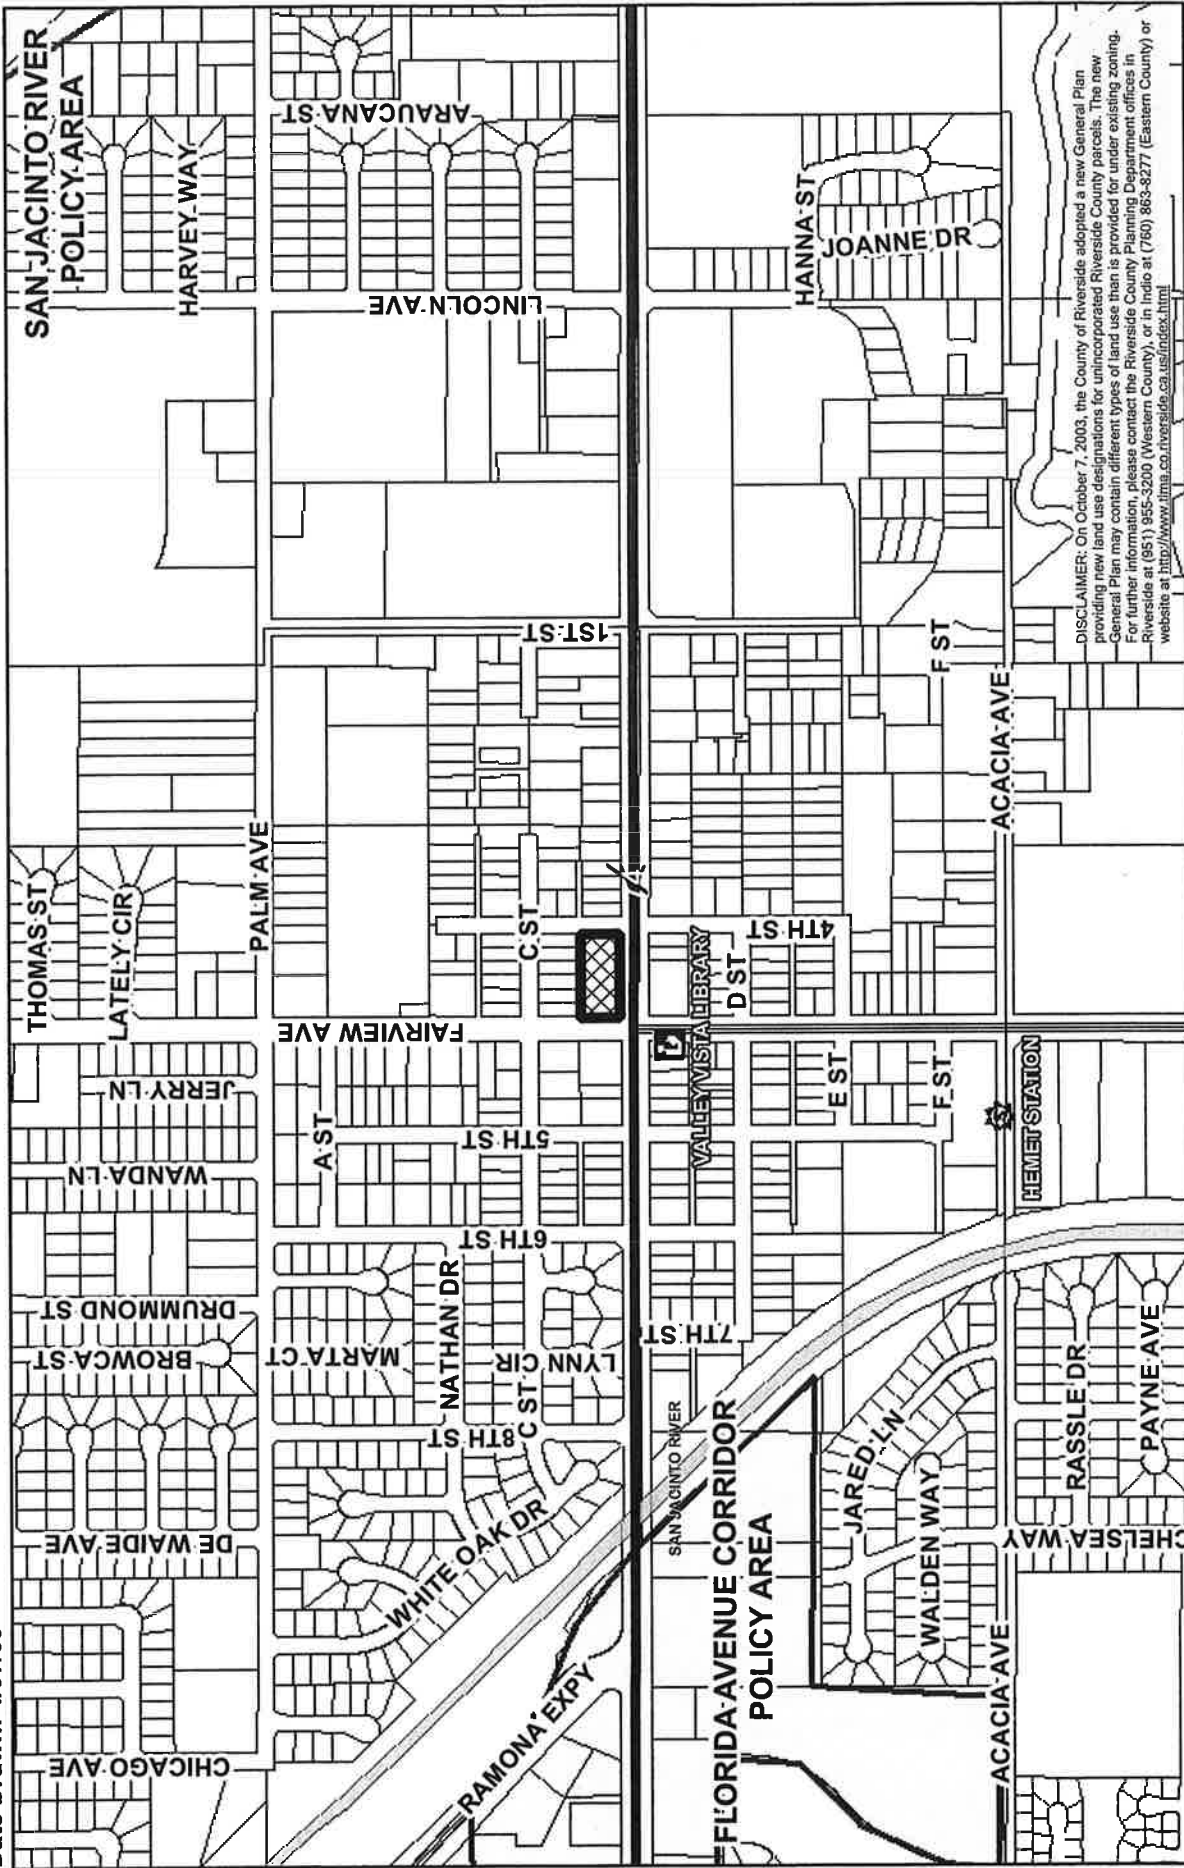 SAN JACINTO RIVER
POLICY AREA
HARVEY WAY
ARAUCANA ST
LINCOLN AVE
HANNA ST
JOANNE DR
THOMAS ST
LATELY CIR
PALM AVE
1ST ST
F ST
ACACIA AVE
C ST
4TH ST
D ST
VALLEY VISTA LIBRARY
FAIRVIEW AVE
JERRY LN
WANDA LN
A ST
5TH ST
E ST
F ST
HEMET STATION
6TH ST
DRUMMOND ST
BROWCA ST
MARTA CT
NATHAN DR
LYNN CIR
C ST
7TH ST
8TH ST
DE WAIDE AVE
WHITE OAK DR
CHICAGO AVE
RAMONA EXPY
SAN JACINTO RIVER
FLORIDA AVENUE CORRIDOR
POLICY AREA
JARED LN
WALDEN WAY
RASSLE DR
PAYNE AVE
CHELSEA WAY
ACACIA AVE
DISCLAIMER: On October 7, 2003, the County of Riverside adopted a new General Plan
providing new land use designations for unincorporated Riverside County parcels. The new
General Plan may contain different types of land use than is provided for under existing zoning.
For further information, please contact the Riverside County Planning Department offices in
Riverside at (951) 955-3200 (Western County), or in Indio at (760) 863-8277 (Eastern County) or
website at http://www.tlma.co.riverside.ca.us/index.html